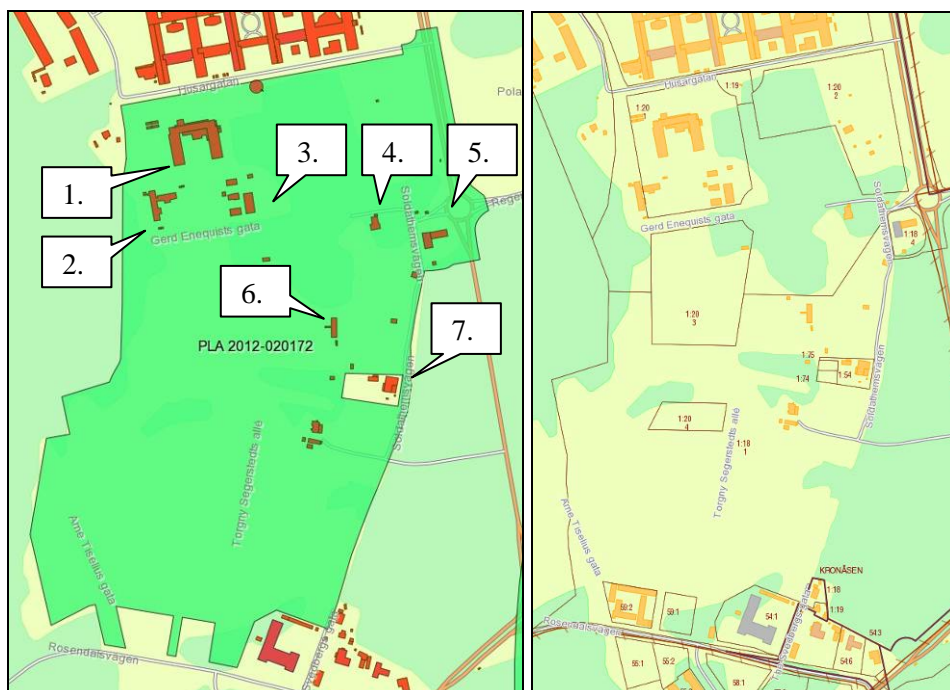 Husargatan
Pola
1.
2.
3.
4.
5.
Soldathemsvägen
Gerd Enequists gata
6.
PLA 2012-020172
7.
Soldathemsvägen
Torgny Segerstedts allé
Arne Tiselius gata
Rosendalsvägen
Husargatan
1:19
1:20
1
1:20
2
Soldathemsvägen
Gerd Enequists gata
1:18
4
1:20
3
1:75
1:74
1:54
Soldathemsvägen
1:20
4
1:18
1
Torgny Segerstedts allé
Arne Tiselius gata
KRONÅSEN
1:18
1:19
59:2
59:1
54:1
54:3
54:6
Rosendalsvägen
55:1
55:2
58:1